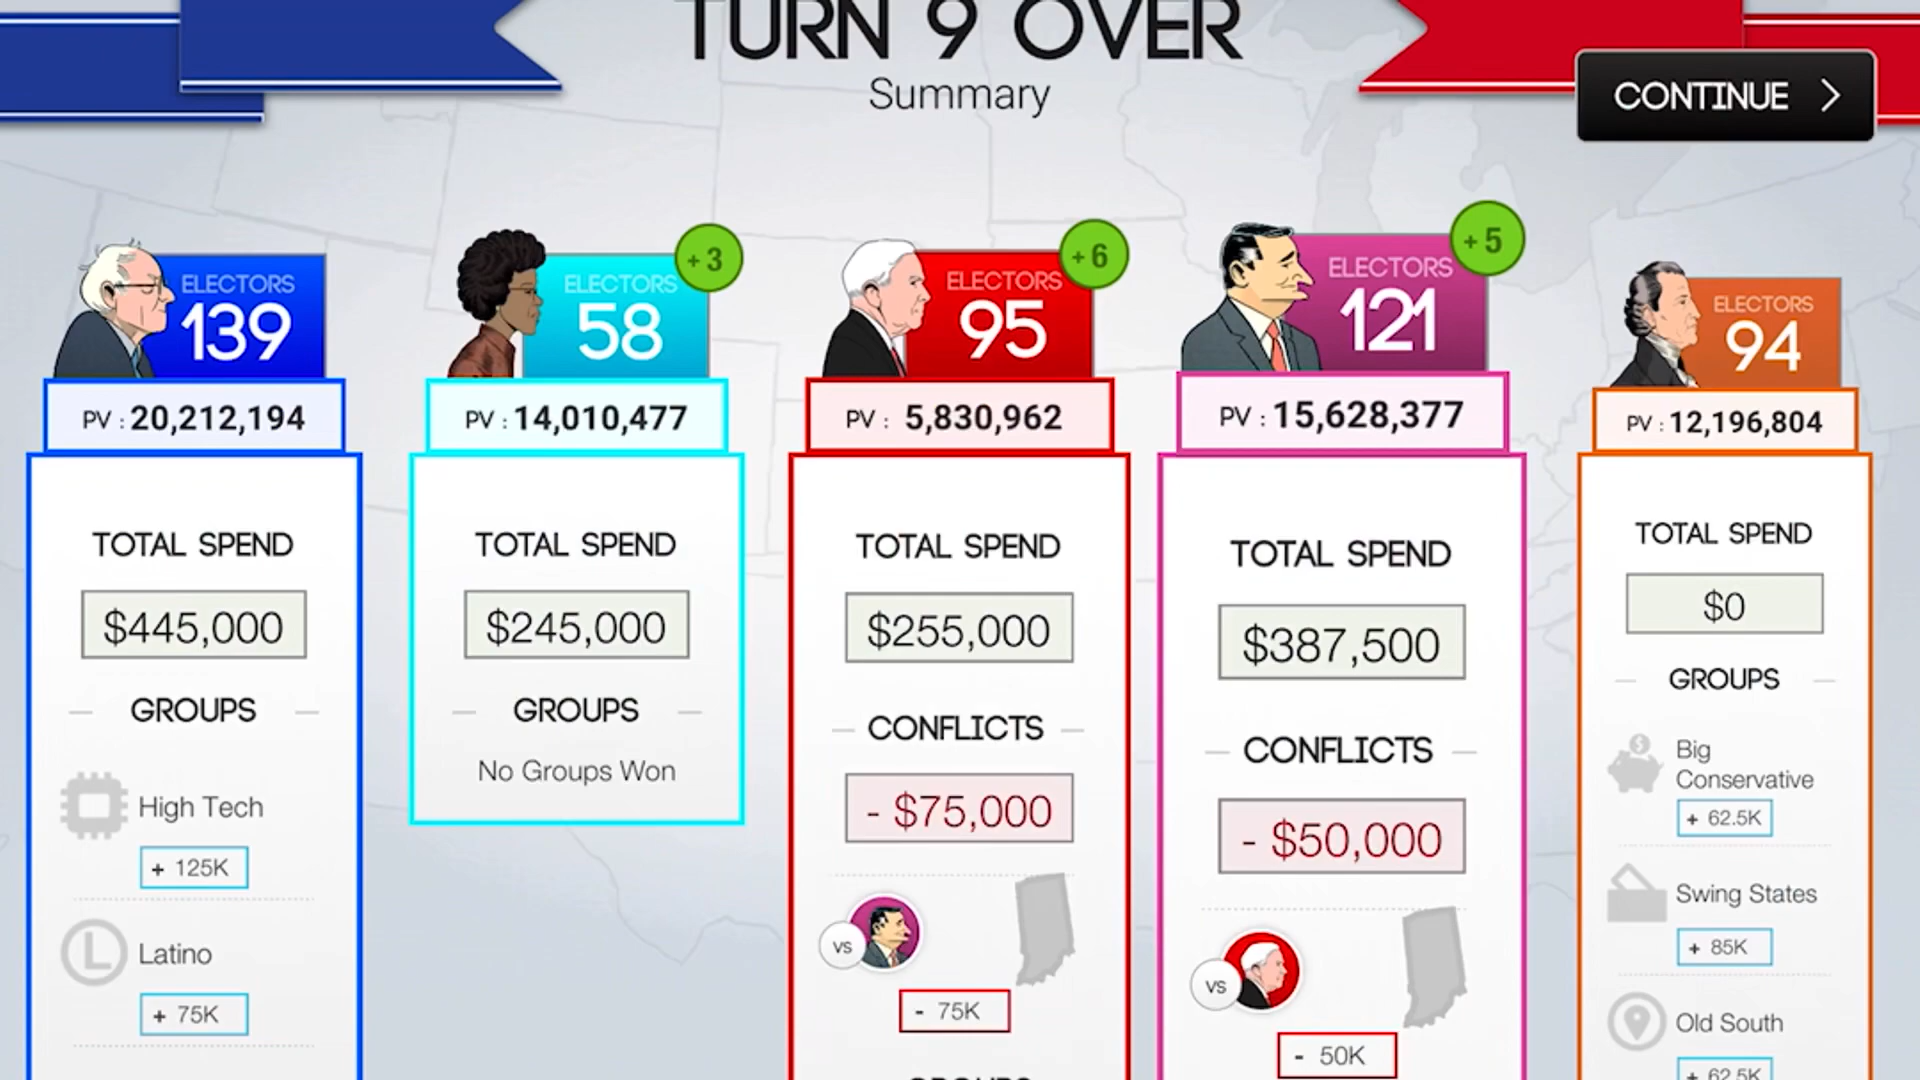 TURN 9 OVER
Summary
CONTINUE
ELECTORS
139
PV : 20,212,194
TOTAL SPEND
$445,000
GROUPS
High Tech
+ 125K
Latino
+ 75K
+ 3
ELECTORS
58
PV : 14,010,477
TOTAL SPEND
$245,000
GROUPS
No Groups Won
+ 6
ELECTORS
95
PV : 5,830,962
TOTAL SPEND
$255,000
CONFLICTS
- $75,000
VS
- 75K
GROUPS
+ 5
ELECTORS
121
PV : 15,628,377
TOTAL SPEND
$387,500
CONFLICTS
- $50,000
VS
- 50K
ELECTORS
94
PV : 12,196,804
TOTAL SPEND
$0
GROUPS
Big
Conservative
+ 62.5K
Swing States
+ 85K
Old South
+ 62.5K